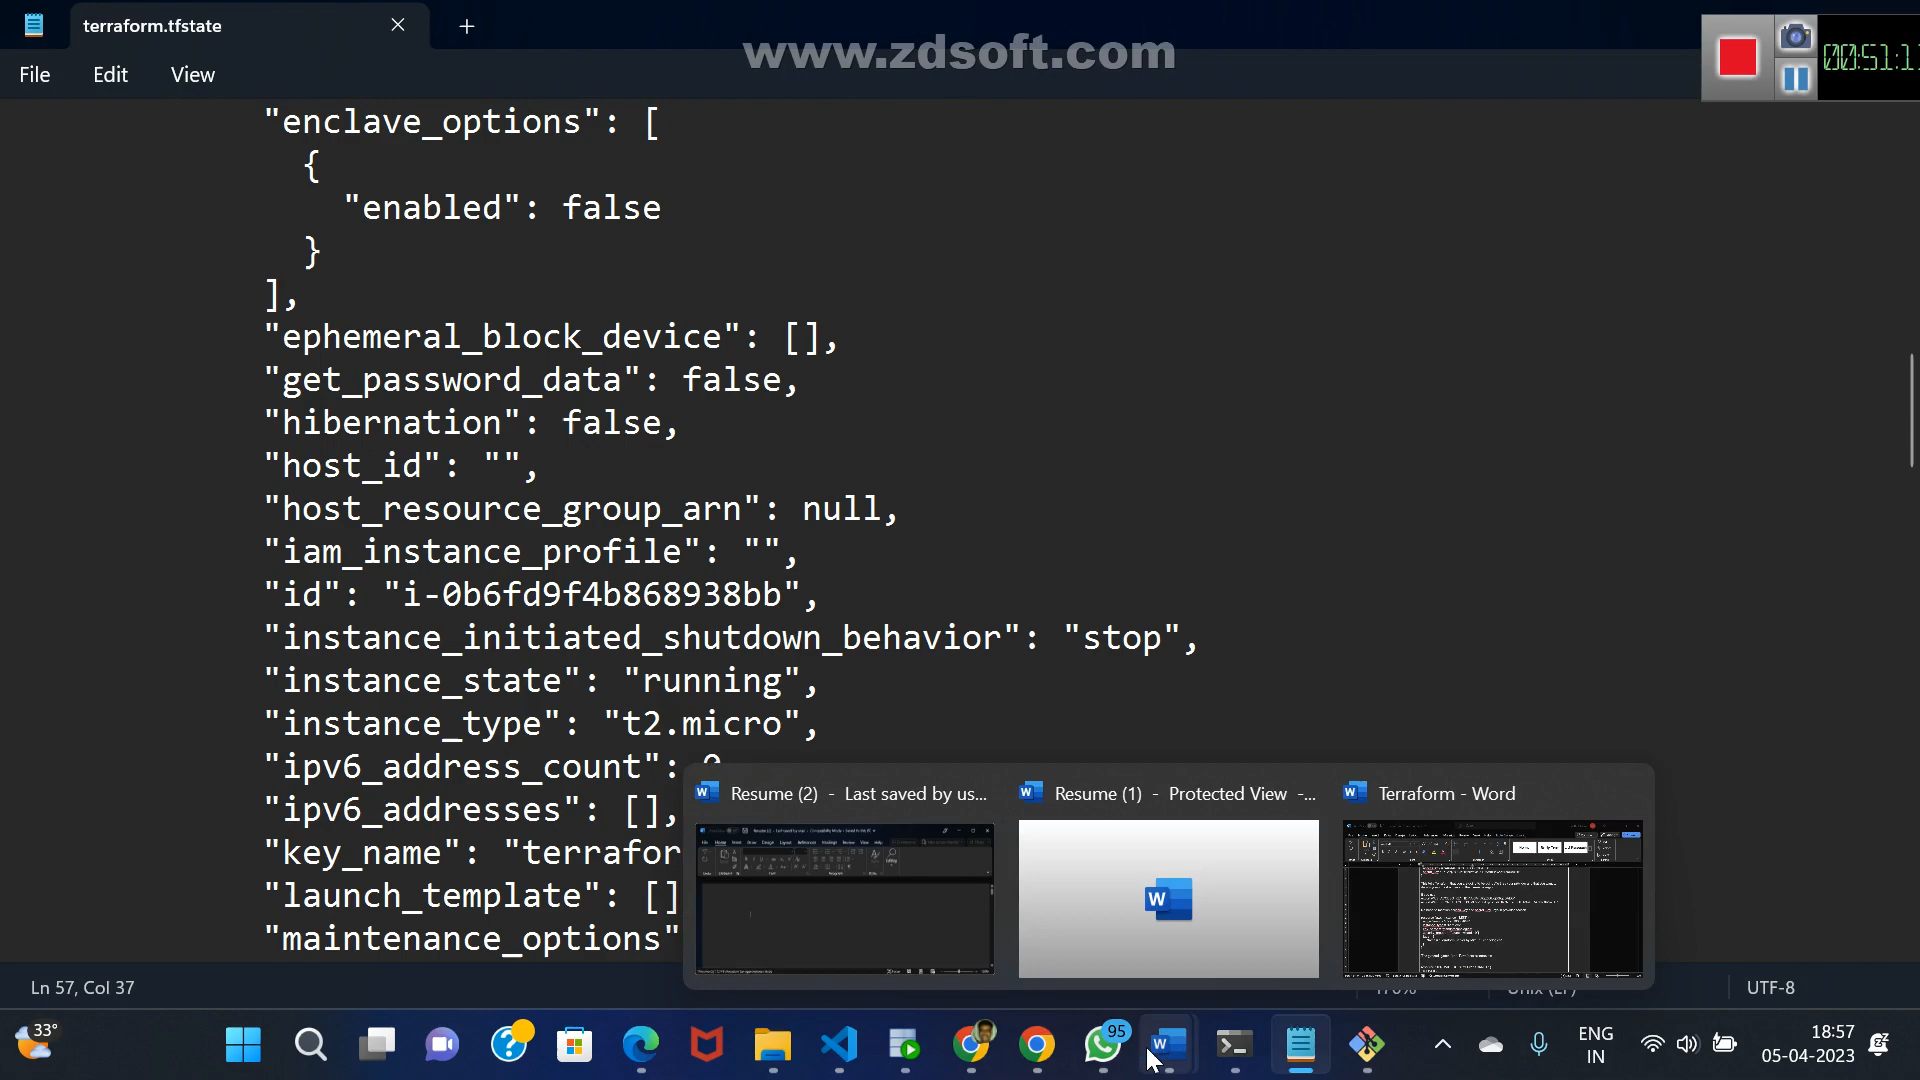 terraform.tfstate
www.zdsoft.com
File Edit View
00:51:1
"enclave_options": [
{
"enabled": false
}
],
"ephemeral_block_device": [],
"get_password_data": false,
"hibernation": false,
"host_id": "",
"host_resource_group_arn": null,
"iam_instance_profile": "",
"id": "i-0b6fd9f4b868938bb",
"instance_initiated_shutdown_behavior": "stop",
"instance_state": "running",
"instance_type": "t2.micro",
"ipv6_address_count":
"ipv6_addresses": [],
"key_name": "terrafor
"launch_template": []
"maintenance_options"
Resume (2) - Last saved by us...
Resume (1) - Protected View -...
Terraform - Word
Ln 57, Col 37
UTF-8
33°
95
ENG
IN
18:57
05-04-2023